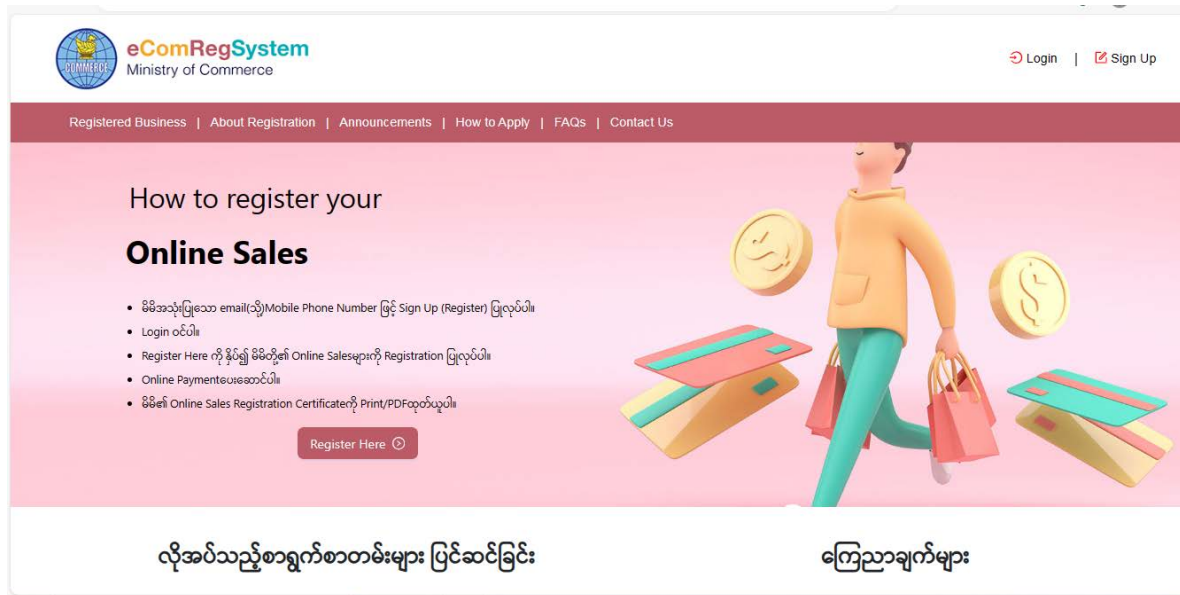 COMMERCE
eComRegSystem
Ministry of Commerce
Login | Sign Up
Registered Business | About Registration | Announcements | How to Apply | FAQs | Contact Us
How to register your
Online Sales
• မိမိအသုံးပြုသော email(သို့)Mobile Phone Number ဖြင့် Sign Up (Register) ပြုလုပ်ပါ။
• Login ဝင်ပါ။
• Register Here ကို နှိပ်၍ မိမိတို့၏ Online Salesများကို Registration ပြုလုပ်ပါ။
• Online Paymentပေးဆောင်ပါ။
• မိမိ၏ Online Sales Registration Certificateကို Print/PDFထုတ်ယူပါ။
Register Here
လိုအပ်သည့်စာရွက်စာတမ်းများ ပြင်ဆင်ခြင်း
ကြေညာချက်များ